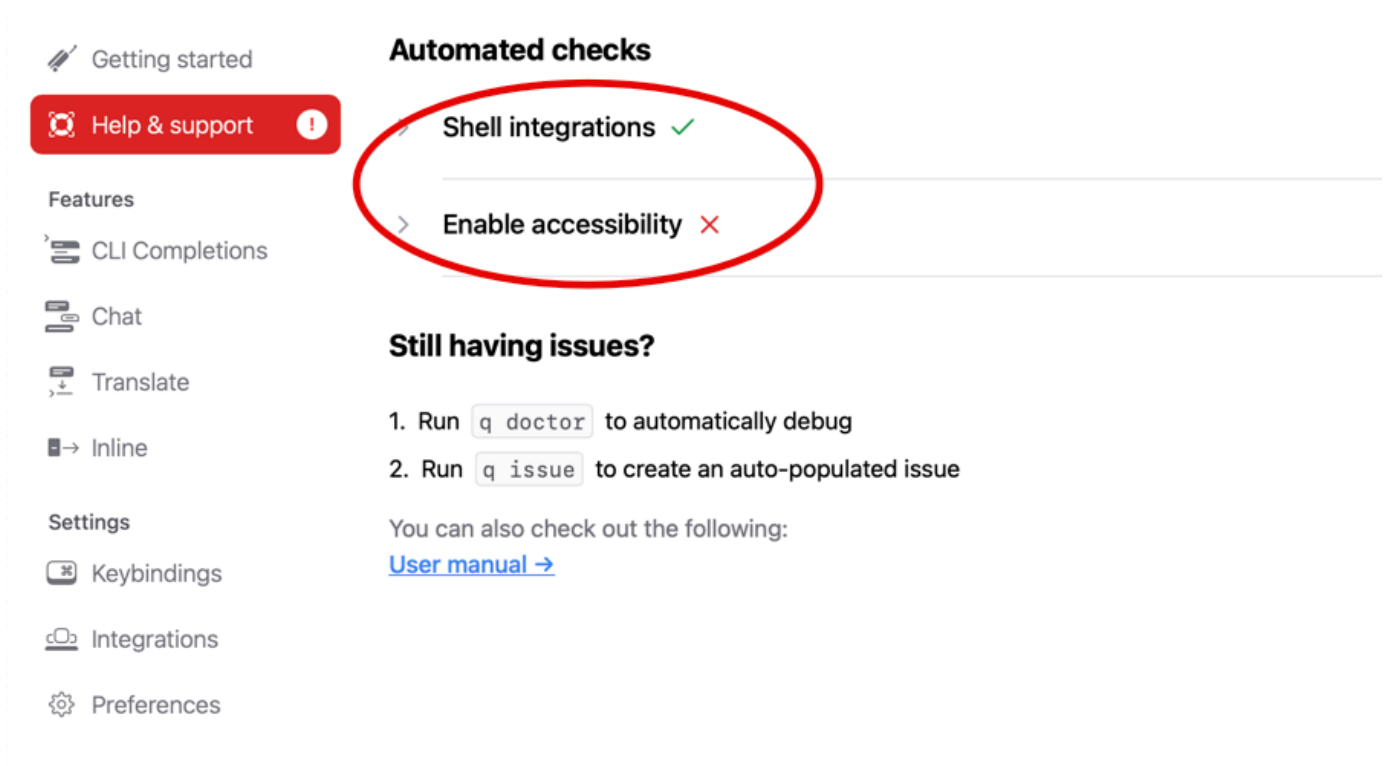 Getting started
Help & support
Features
CLI Completions
Chat
Translate
Inline
Settings
Keybindings
Integrations
Preferences
Automated checks
Shell integrations
Enable accessibility
Still having issues?
1. Run q doctor to automatically debug
2. Run q issue to create an auto-populated issue
You can also check out the following:
User manual →